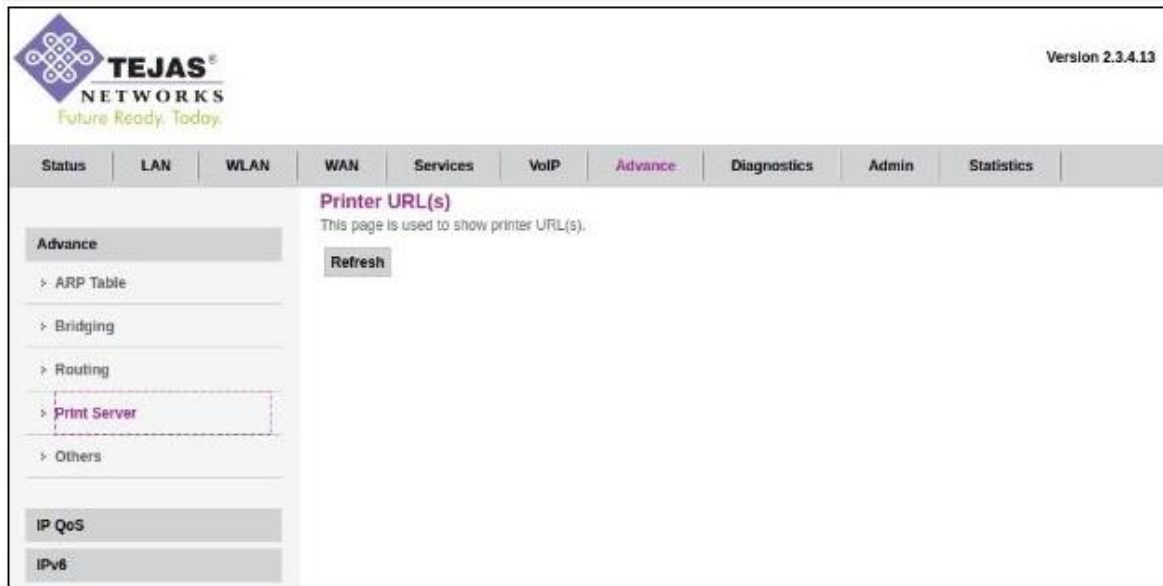 TEJAS®
NETWORKS
Future Ready. Today.
Version 2.3.4.13
Status LAN WLAN WAN Services VoIP Advance Diagnostics Admin Statistics
Printer URL(s)
This page is used to show printer URL(s).
Refresh
Advance
ARP Table
Bridging
Routing
Print Server
Others
IP QoS
IPv6